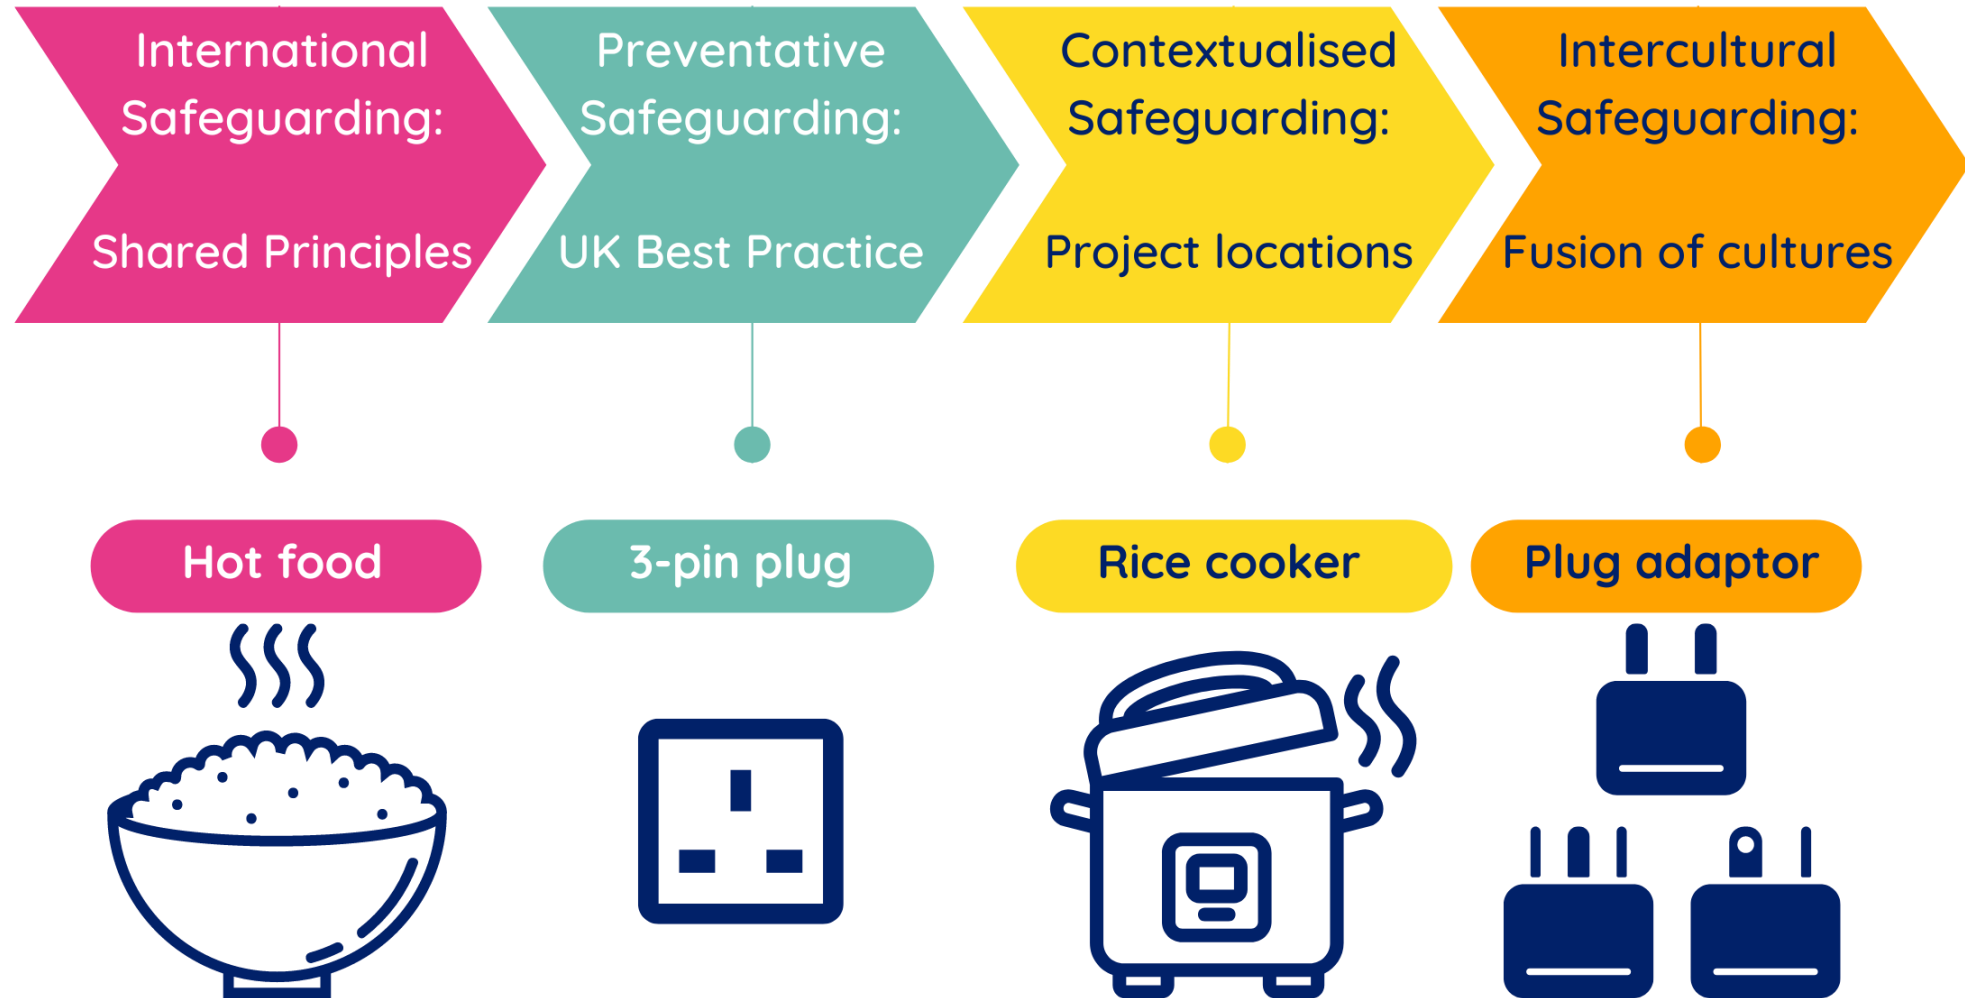 International
Safeguarding:
Shared Principles
Preventative
Safeguarding:
UK Best Practice
Contextualised
Safeguarding:
Project locations
Intercultural
Safeguarding:
Fusion of cultures
Hot food
3-pin plug
Rice cooker
Plug adaptor